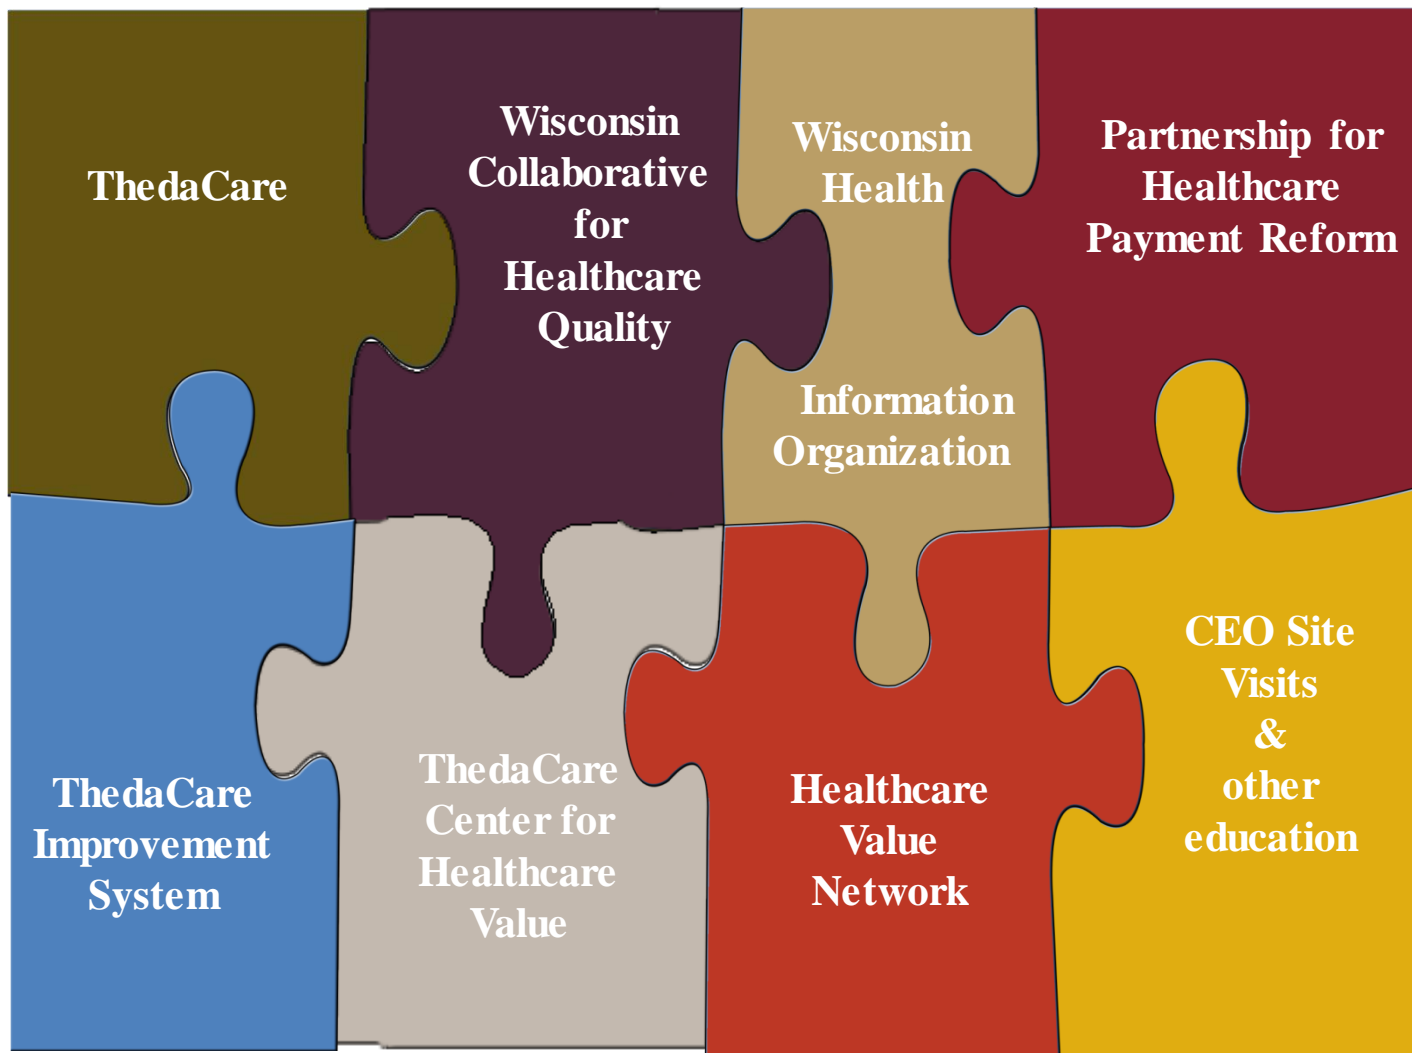 ThedaCare
Wisconsin
Collaborative
for
Healthcare
Quality
Wisconsin
Health
Information
Organization
Partnership for
Healthcare
Payment Reform
ThedaCare
Improvement
System
ThedaCare
Center for
Healthcare
Value
Healthcare
Value
Network
CEO Site
Visits
&
other
education